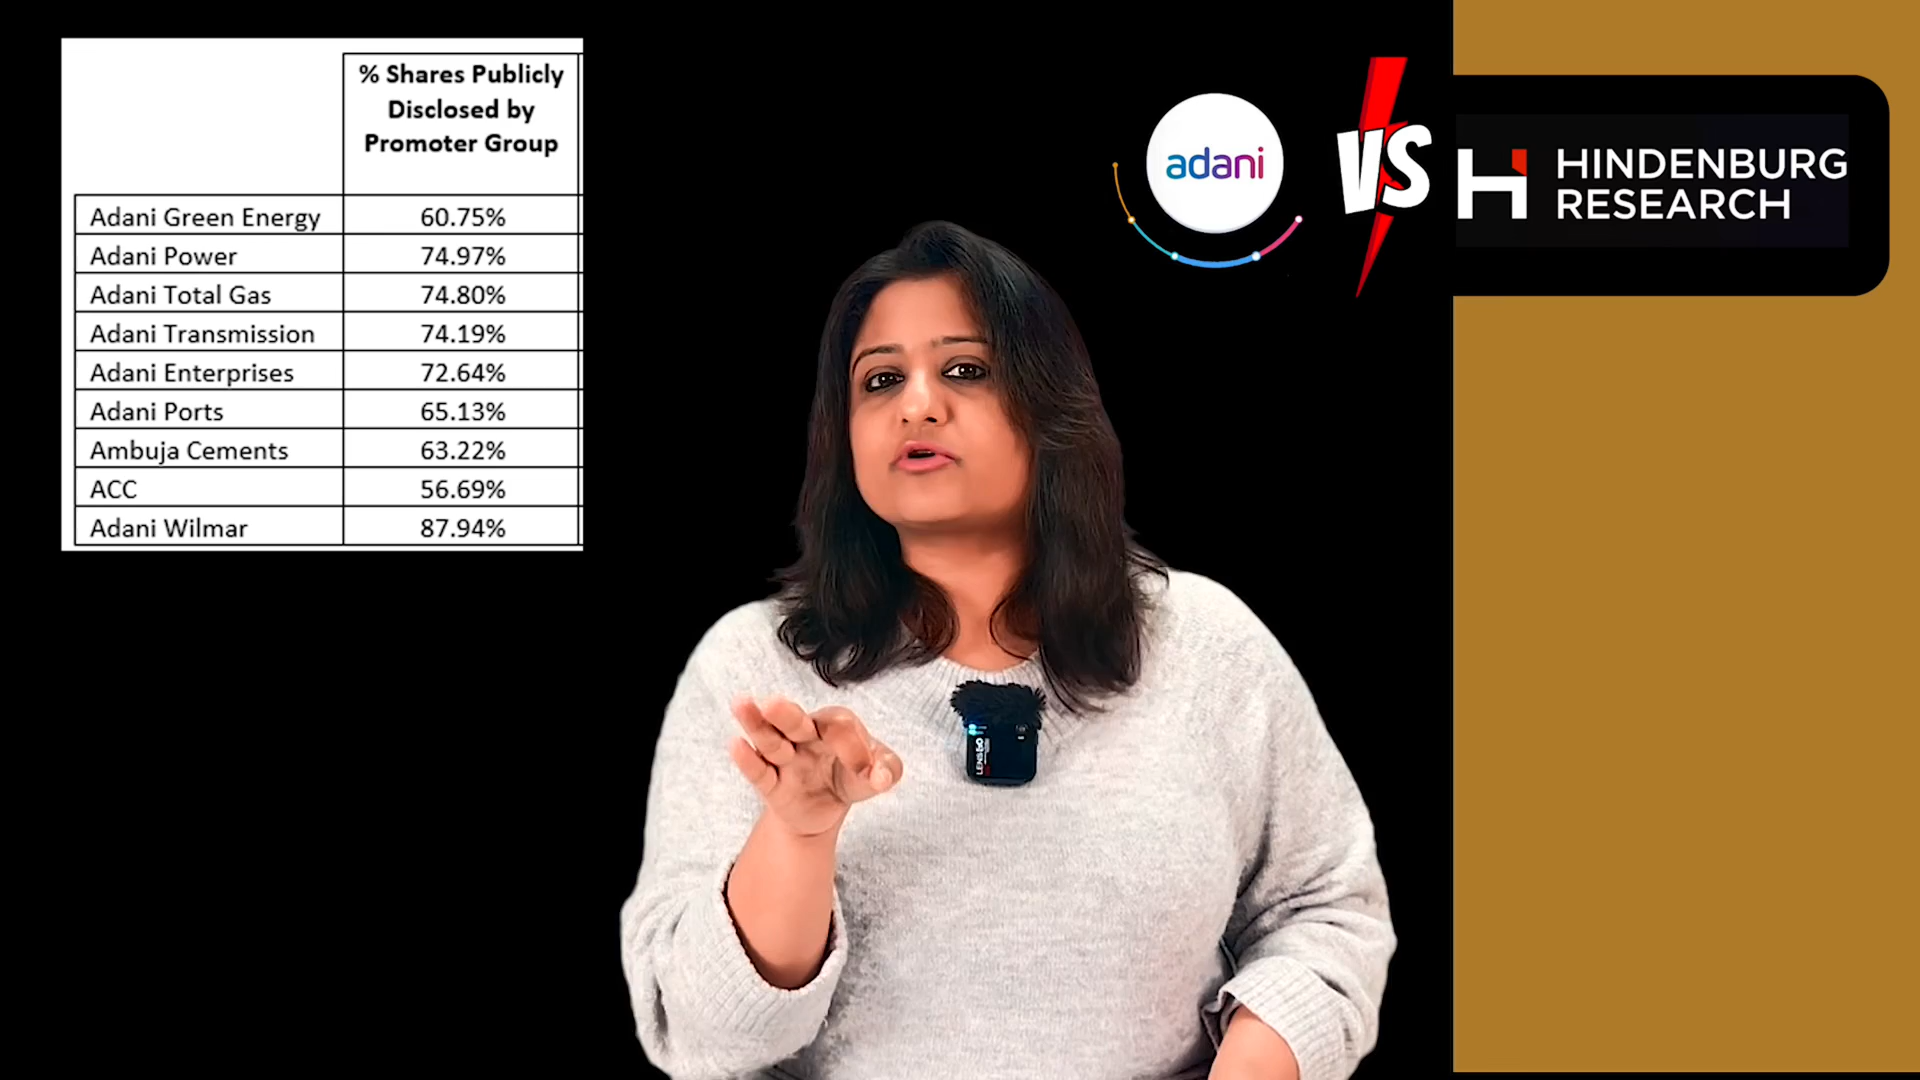 % Shares Publicly
Disclosed by
Promoter Group
Adani Green Energy 60.75%
Adani Power 74.97%
Adani Total Gas 74.80%
Adani Transmission 74.19%
Adani Enterprises 72.64%
Adani Ports 65.13%
Ambuja Cements 63.22%
ACC 56.69%
Adani Wilmar 87.94%
adani
VS
H HINDENBURG
RESEARCH